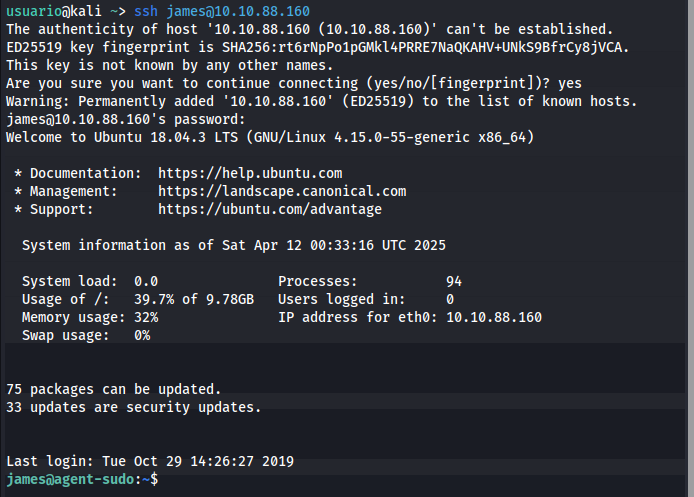 usuario@kali ~> ssh james@10.10.88.160
The authenticity of host '10.10.88.160 (10.10.88.160)' can't be established.
ED25519 key fingerprint is SHA256:rt6rNpPo1pGMkl4PRRE7NaQKAHV+UNkS9BfrCy8jVCA.
This key is not known by any other names.
Are you sure you want to continue connecting (yes/no/[fingerprint])? yes
Warning: Permanently added '10.10.88.160' (ED25519) to the list of known hosts.
james@10.10.88.160's password:
Welcome to Ubuntu 18.04.3 LTS (GNU/Linux 4.15.0-55-generic x86_64)

 * Documentation:  https://help.ubuntu.com
 * Management:     https://landscape.canonical.com
 * Support:        https://ubuntu.com/advantage

  System information as of Sat Apr 12 00:33:16 UTC 2025

  System load:  0.0               Processes:           94
  Usage of /:   39.7% of 9.78GB   Users logged in:     0
  Memory usage: 32%               IP address for eth0: 10.10.88.160
  Swap usage:   0%


75 packages can be updated.
33 updates are security updates.


Last login: Tue Oct 29 14:26:27 2019
james@agent-sudo:~$